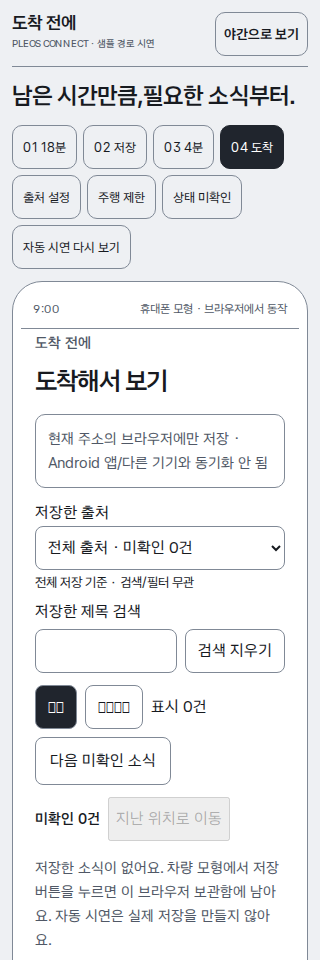 도착 전에
PLEOS CONNECT · 샘플 경로 시연
야간으로 보기
남은 시간만큼,필요한 소식부터.
01 18분
02 저장
03 4분
04 도착
출처 설정
주행 제한
상태 미확인
자동 시연 다시 보기
9:00
휴대폰 모형 · 브라우저에서 동작
도착 전에
도착해서 보기
현재 주소의 브라우저에만 저장 ·
Android 앱/다른 기기와 동기화 안 됨
저장한 출처
전체 출처 · 미확인 0건
전체 저장 기준 · 검색/필터 무관
저장한 제목 검색
검색 지우기
표시 0건
다음 미확인 소식
미확인 0건
지난 위치로 이동
저장한 소식이 없어요. 차량 모형에서 저장
버튼을 누르면 이 브라우저 보관함에 남아
요. 자동 시연은 실제 저장을 만들지 않아
요.